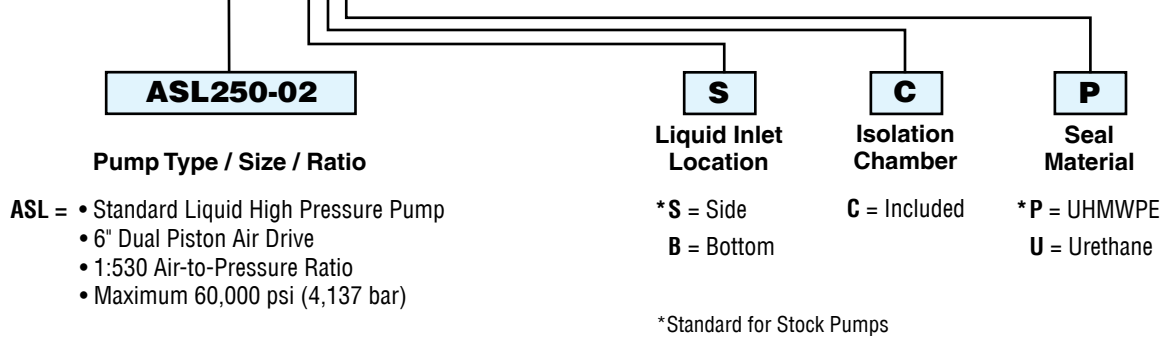 ASL250-02
S
C
P
Pump Type / Size / Ratio
Liquid Inlet
Location
Isolation
Chamber
Seal
Material
ASL = • Standard Liquid High Pressure Pump
• 6" Dual Piston Air Drive
• 1:530 Air-to-Pressure Ratio
• Maximum 60,000 psi (4,137 bar)
*S = Side
B = Bottom
C = Included
*P = UHMWPE
U = Urethane
*Standard for Stock Pumps